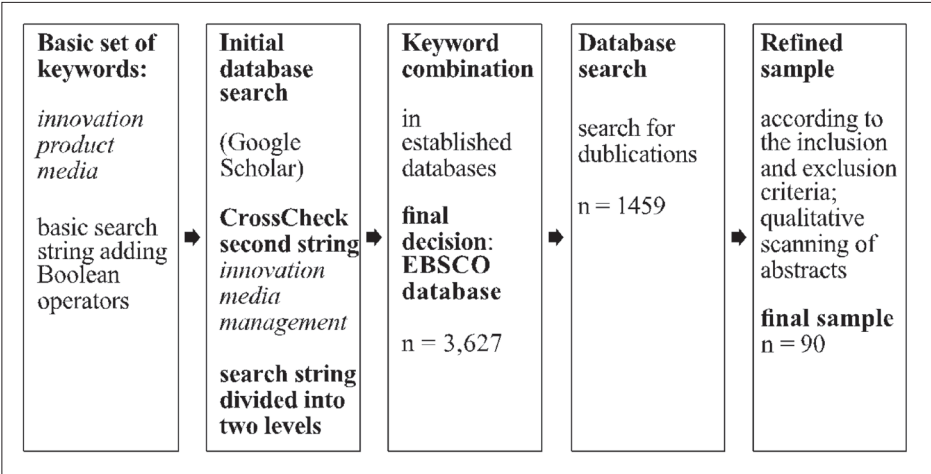 Basic set of
keywords:
innovation
product
media
basic search
string adding
Boolean
operators
Initial
database
search
(Google
Scholar)
CrossCheck
second string
innovation
media
management
search string
divided into
two levels
Keyword
combination
in
established
databases
final
decision:
EBSCO
database
n = 3,627
Database
search
search for
dublications
n = 1459
Refined
sample
according to
the inclusion
and exclusion
criteria;
qualitative
scanning of
abstracts
final sample
n = 90